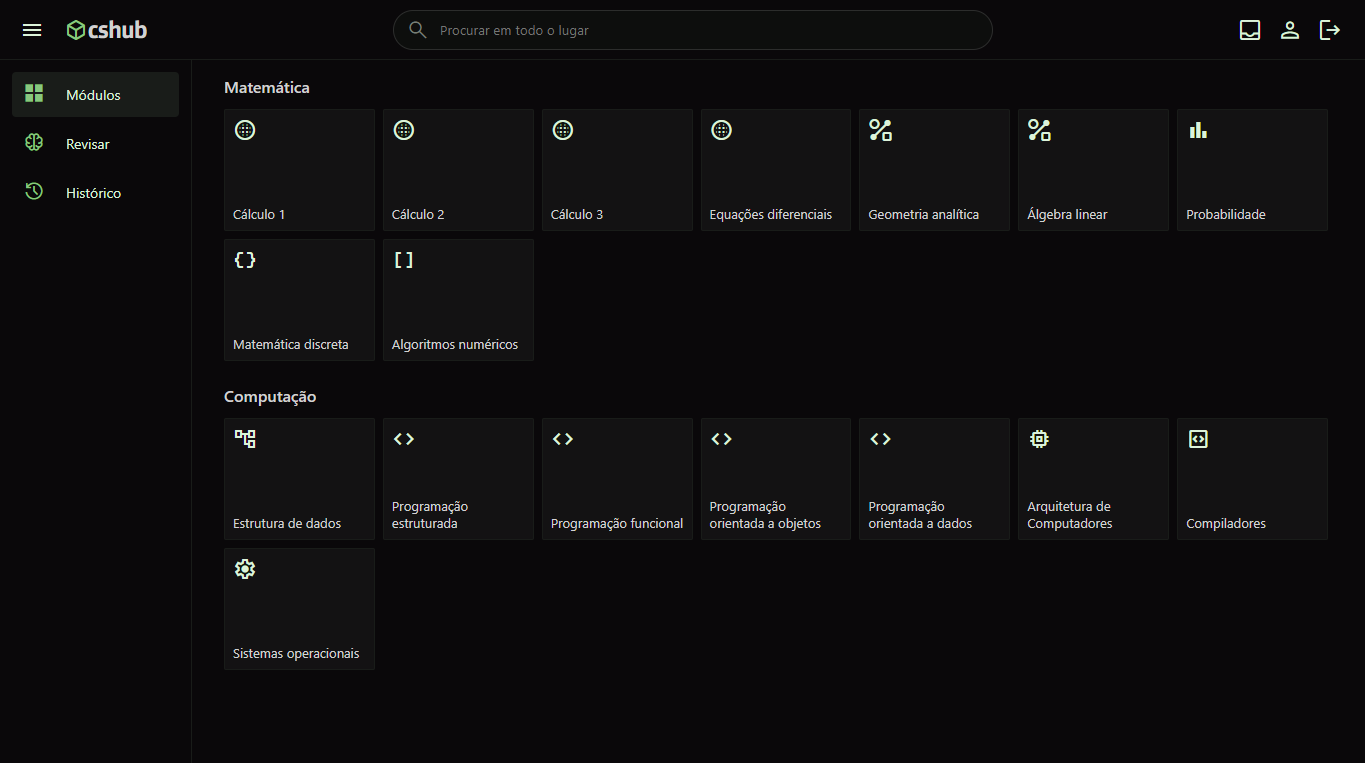 cshub
Procurar em todo o lugar
Módulos
Revisar
Histórico
Matemática
Cálculo 1
Cálculo 2
Cálculo 3
Equações diferenciais
Geometria analítica
Álgebra linear
Probabilidade
Matemática discreta
Algoritmos numéricos
Computação
Estrutura de dados
Programação
estruturada
Programação funcional
Programação
orientada a objetos
Programação
orientada a dados
Arquitetura de
Computadores
Compiladores
Sistemas operacionais